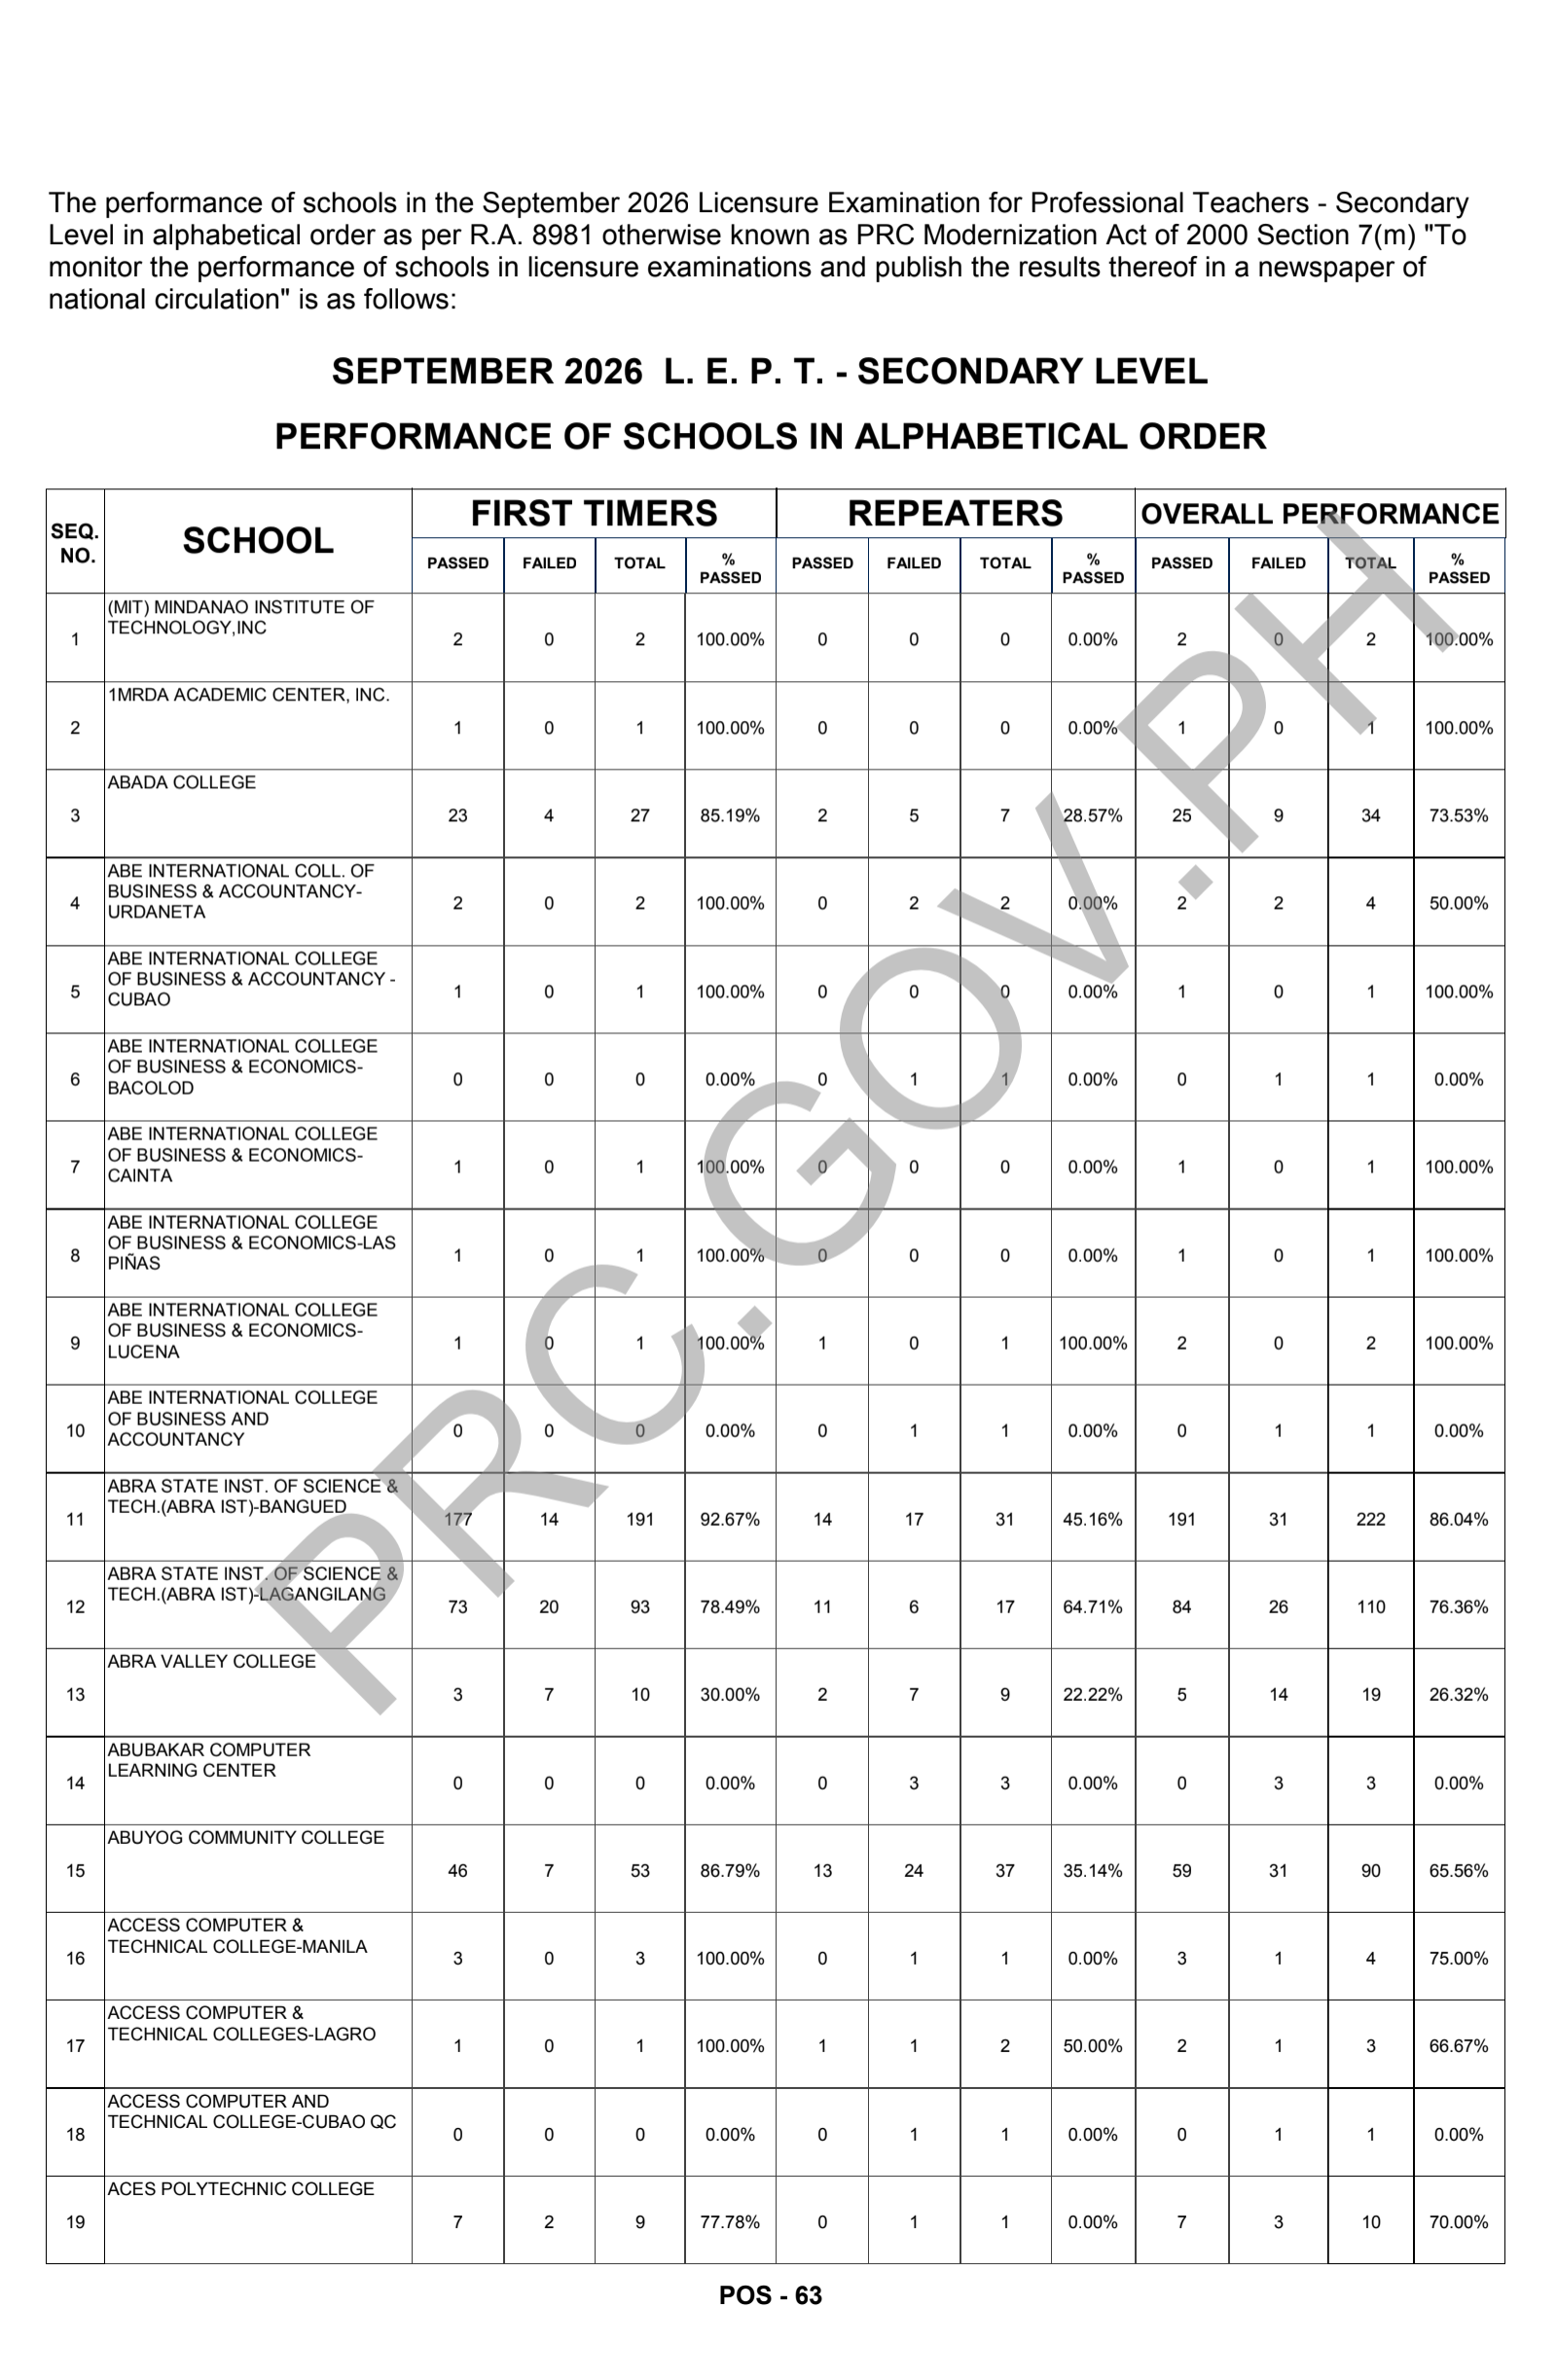 The performance of schools in the September 2026 Licensure Examination for Professional Teachers - Secondary
Level in alphabetical order as per R.A. 8981 otherwise known as PRC Modernization Act of 2000 Section 7(m) "To
monitor the performance of schools in licensure examinations and publish the results thereof in a newspaper of
national circulation" is as follows:
SEPTEMBER 2026 L. E. P. T. - SECONDARY LEVEL
PERFORMANCE OF SCHOOLS IN ALPHABETICAL ORDER
SEQ. NO. SCHOOL FIRST TIMERS REPEATERS OVERALL PERFORMANCE
PASSED FAILED TOTAL % PASSED PASSED FAILED TOTAL % PASSED PASSED FAILED TOTAL % PASSED
(MIT) MINDANAO INSTITUTE OF
TECHNOLOGY,INC
1 2 0 2 100.00% 0 0 0 0.00% 2 0 2 100.00%
1MRDA ACADEMIC CENTER, INC.
2 1 0 1 100.00% 0 0 0 0.00% 1 0 1 100.00%
ABADA COLLEGE
3 23 4 27 85.19% 2 5 7 28.57% 25 9 34 73.53%
ABE INTERNATIONAL COLL. OF
BUSINESS & ACCOUNTANCY-
URDANETA
4 2 0 2 100.00% 0 2 2 0.00% 2 2 4 50.00%
ABE INTERNATIONAL COLLEGE
OF BUSINESS & ACCOUNTANCY -
CUBAO
5 1 0 1 100.00% 0 0 0 0.00% 1 0 1 100.00%
ABE INTERNATIONAL COLLEGE
OF BUSINESS & ECONOMICS-
BACOLOD
6 0 0 0 0.00% 0 1 1 0.00% 0 1 1 0.00%
ABE INTERNATIONAL COLLEGE
OF BUSINESS & ECONOMICS-
CAINTA
7 1 0 1 100.00% 0 0 0 0.00% 1 0 1 100.00%
ABE INTERNATIONAL COLLEGE
OF BUSINESS & ECONOMICS-LAS
PIÑAS
8 1 0 1 100.00% 0 0 0 0.00% 1 0 1 100.00%
ABE INTERNATIONAL COLLEGE
OF BUSINESS & ECONOMICS-
LUCENA
9 1 0 1 100.00% 1 0 1 100.00% 2 0 2 100.00%
ABE INTERNATIONAL COLLEGE
OF BUSINESS AND
ACCOUNTANCY
10 0 0 0 0.00% 0 1 1 0.00% 0 1 1 0.00%
ABRA STATE INST. OF SCIENCE &
TECH.(ABRA IST)-BANGUED
11 177 14 191 92.67% 14 17 31 45.16% 191 31 222 86.04%
ABRA STATE INST. OF SCIENCE &
TECH.(ABRA IST)-LAGANGILANG
12 73 20 93 78.49% 11 6 17 64.71% 84 26 110 76.36%
ABRA VALLEY COLLEGE
13 3 7 10 30.00% 2 7 9 22.22% 5 14 19 26.32%
ABUBAKAR COMPUTER
LEARNING CENTER
14 0 0 0 0.00% 0 3 3 0.00% 0 3 3 0.00%
ABUYOG COMMUNITY COLLEGE
15 46 7 53 86.79% 13 24 37 35.14% 59 31 90 65.56%
ACCESS COMPUTER &
TECHNICAL COLLEGE-MANILA
16 3 0 3 100.00% 0 1 1 0.00% 3 1 4 75.00%
ACCESS COMPUTER &
TECHNICAL COLLEGES-LAGRO
17 1 0 1 100.00% 1 1 2 50.00% 2 1 3 66.67%
ACCESS COMPUTER AND
TECHNICAL COLLEGE-CUBAO QC
18 0 0 0 0.00% 0 1 1 0.00% 0 1 1 0.00%
ACES POLYTECHNIC COLLEGE
19 7 2 9 77.78% 0 1 1 0.00% 7 3 10 70.00%
PRC.GOV.PH
POS - 63